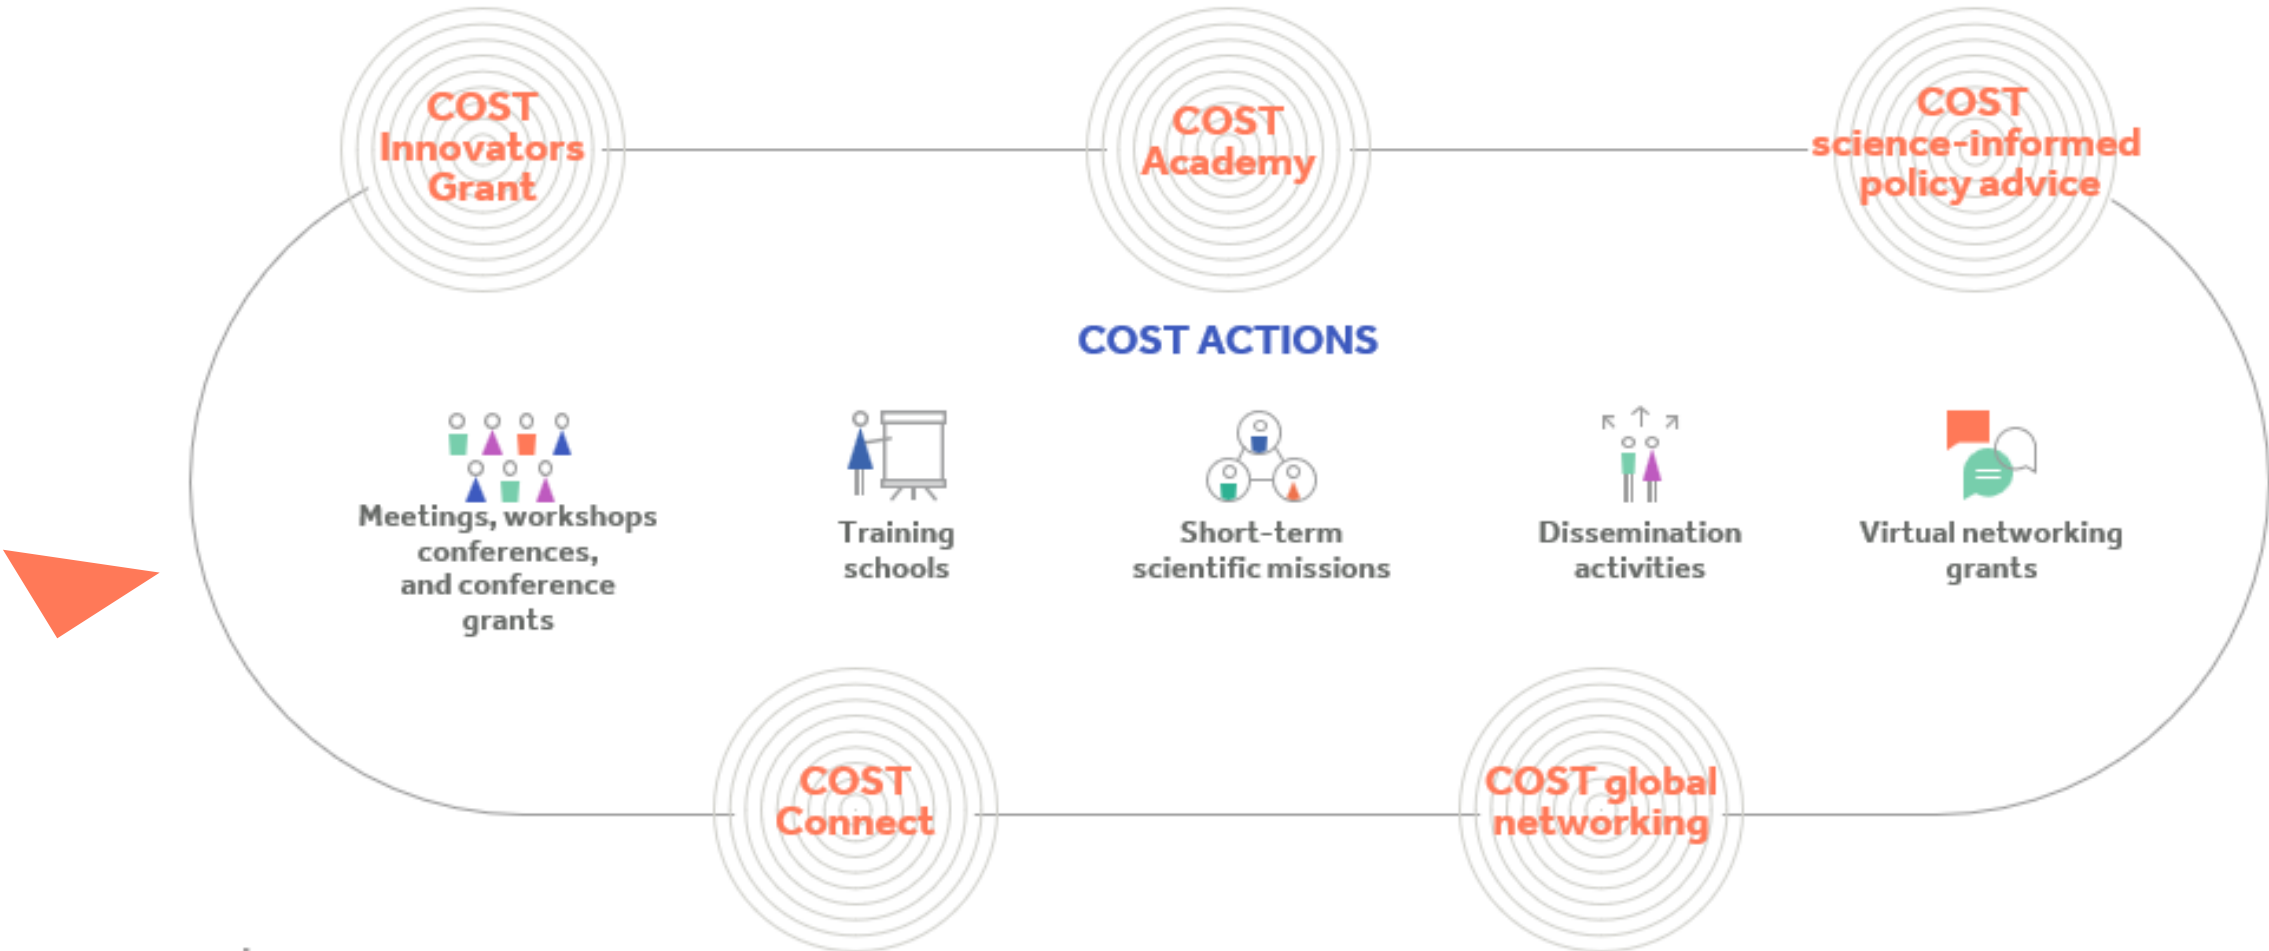 COST
Innovators
Grant
COST
Academy
COST
science-informed
policy advice
COST ACTIONS
Meetings, workshops
conferences,
and conference
grants
Training
schools
Short-term
scientific missions
Dissemination
activities
Virtual networking
grants
COST
Connect
COST global
networking